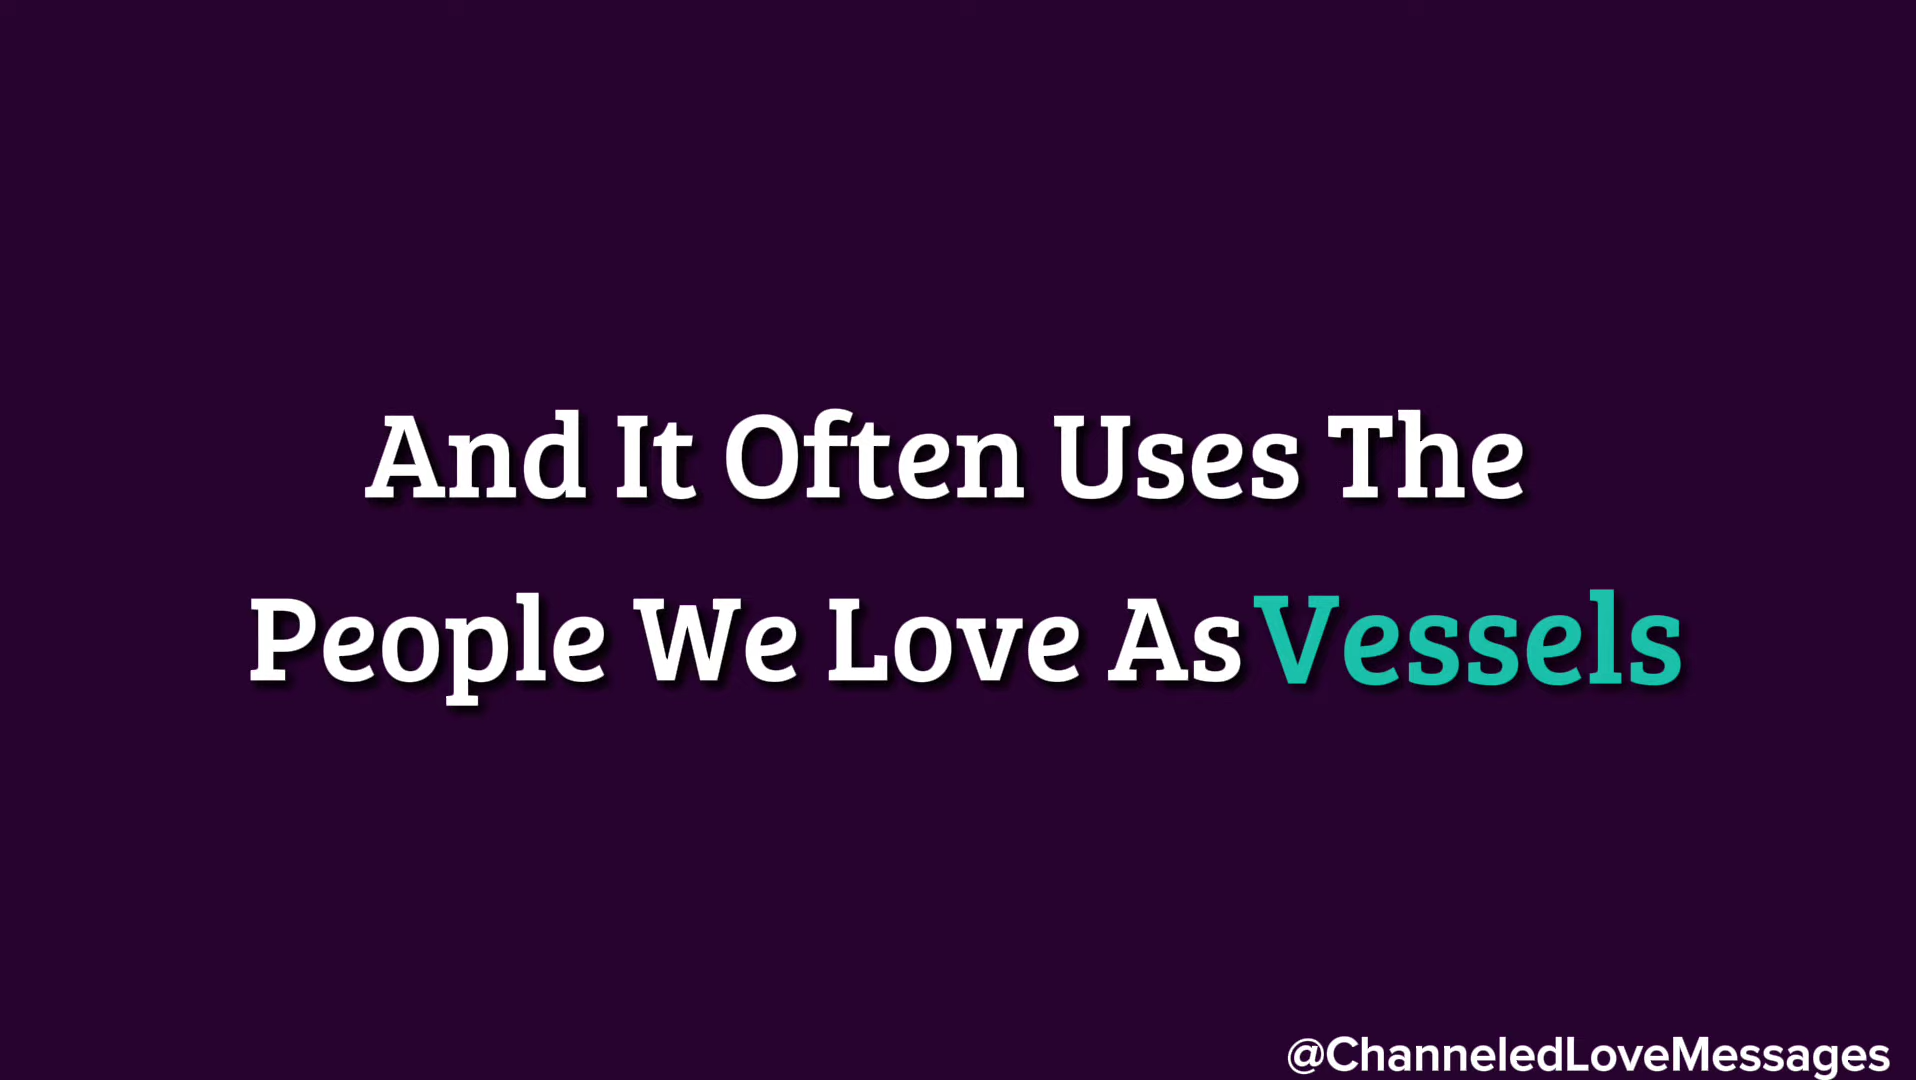 And It Often Uses The
People We Love As Vessels
@ChanneledLoveMessages